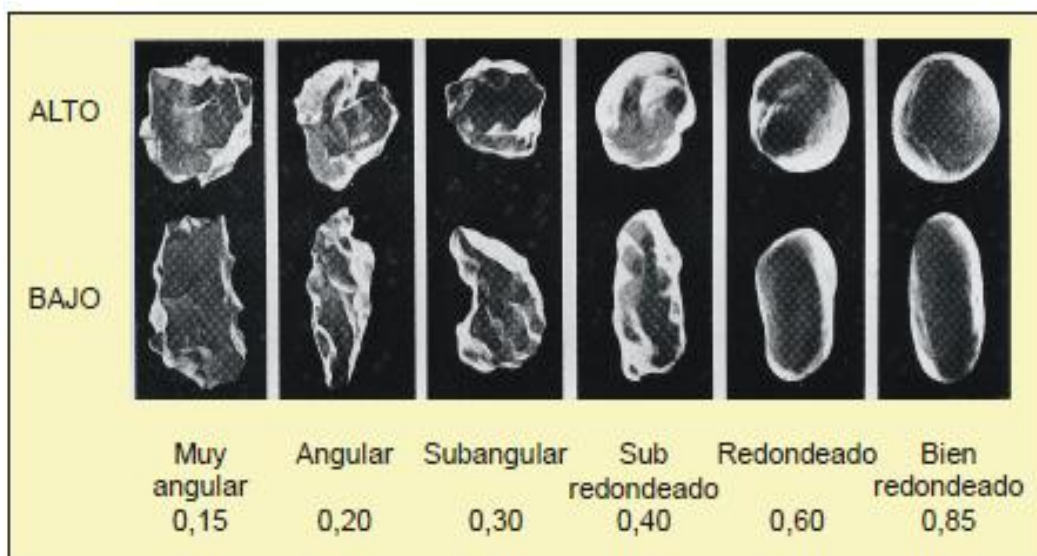 ALTO
BAJO
Muy angular
Angular
Subangular
Sub redondeado
Redondeado
Bien redondeado
0,15
0,20
0,30
0,40
0,60
0,85